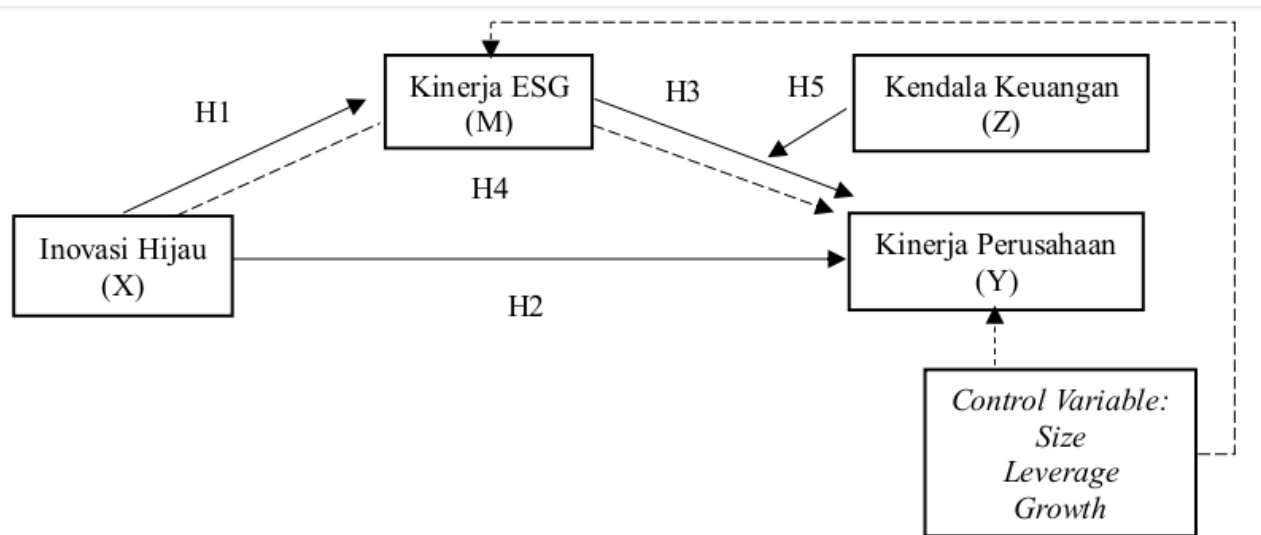 Kinerja ESG
(M)
H1
H3
H5
Kendala Keuangan
(Z)
H4
Inovasi Hijau
(X)
H2
Kinerja Perusahaan
(Y)
Control Variable:
Size
Leverage
Growth